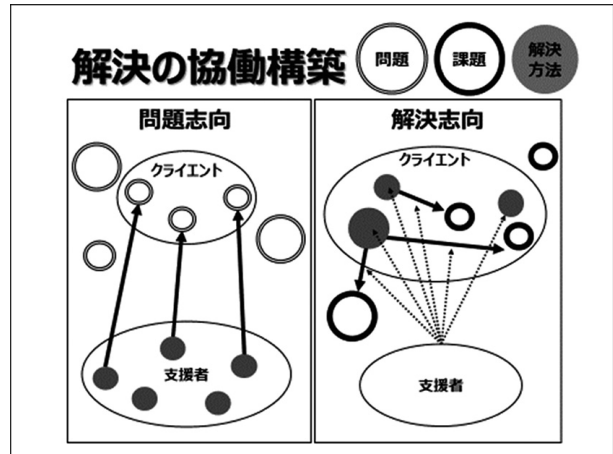 解決の協働構築
問題
課題
解決
方法
問題志向
クライエント
支援者
解決志向
クライエント
支援者